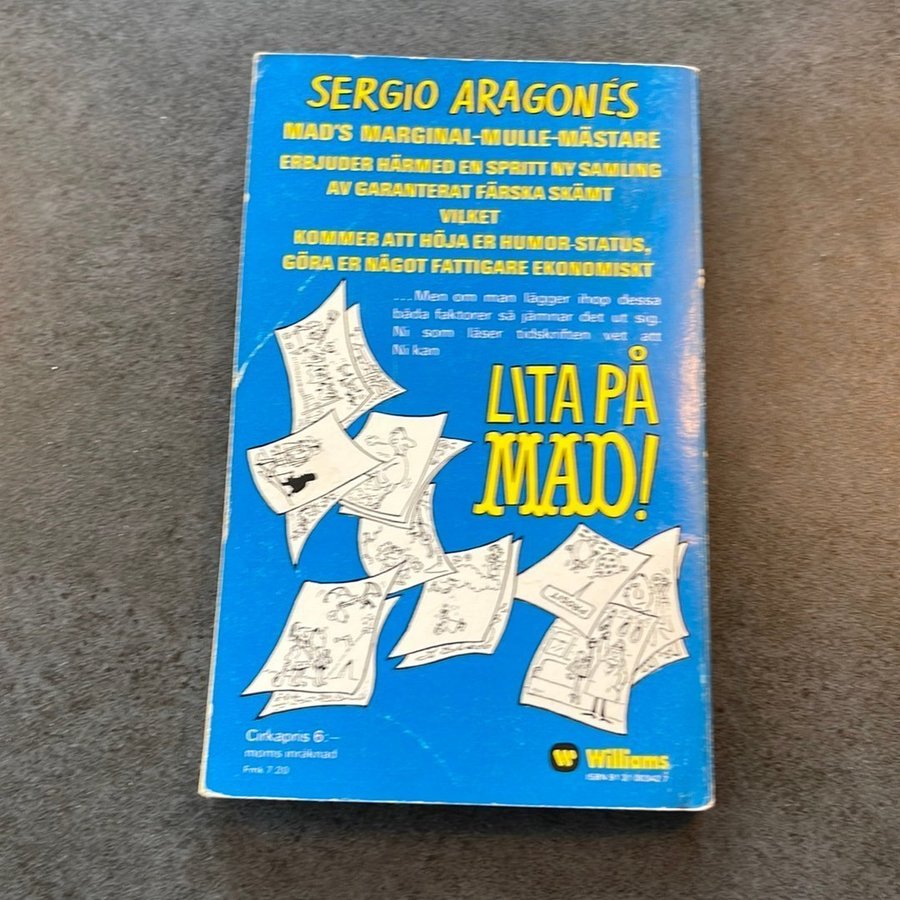 SERGIO ARAGONÉS
MAD'S MARGINAL-MULLE-MÄSTARE
ERBJUDER HÄRMED EN SPRITT NY SAMLING
AV GARANTERAT FÄRSKA SKÄMT
VILKET
KOMMER ATT HÖJA ER HUMOR-STATUS,
GÖRA ER NÅGOT FATTIGARE EKONOMISKT
...Men om man lägger ihop dessa
båda faktorer så jämnar det ut sig.
Ni som läser tidskriften vet att
Ni kan
LITA PÅ
MAD!
Cirkapris 6:-
moms inräknad
Fmk 7.20
W Williams
ISBN 91